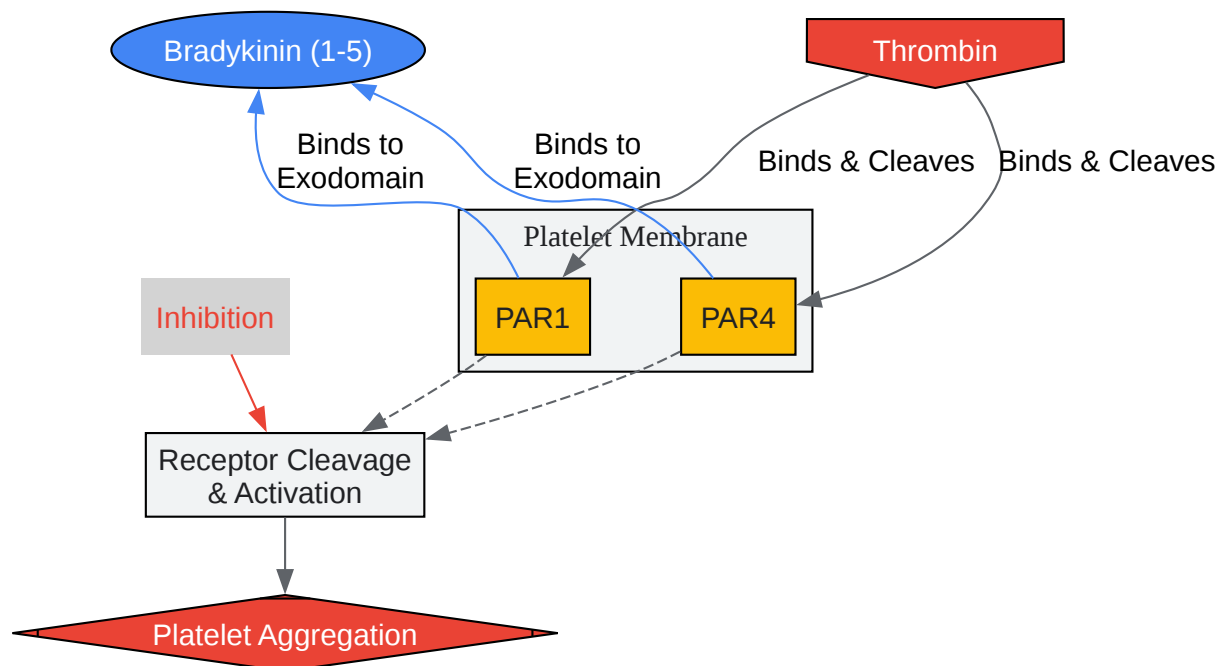 Bradykinin (1-5)
Thrombin
Binds to
Exodomain
Binds to
Exodomain
Binds & Cleaves
Binds & Cleaves
Platelet Membrane
PAR1
PAR4
Inhibition
Receptor Cleavage
& Activation
Platelet Aggregation